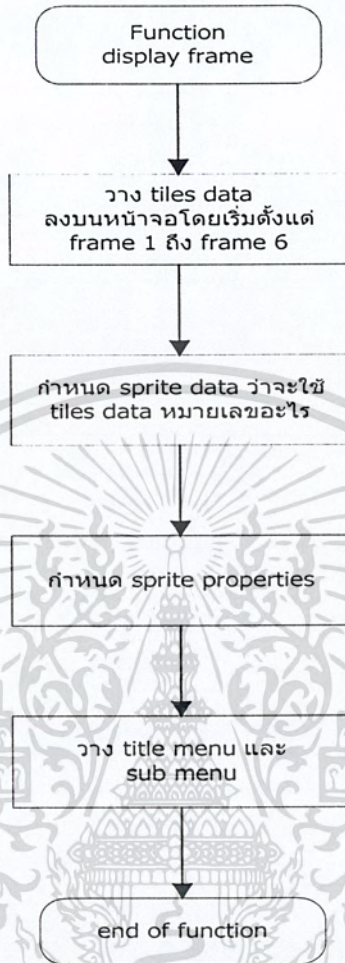 Function
display frame
วาง tiles data
ลงบนหน้าจอโดยเริ่มตั้งแต่
frame 1 ถึง frame 6
กำหนด sprite data ว่าจะใช้
tiles data หมายเลขอะไร
กำหนด sprite properties
วาง title menu และ
sub menu
end of function